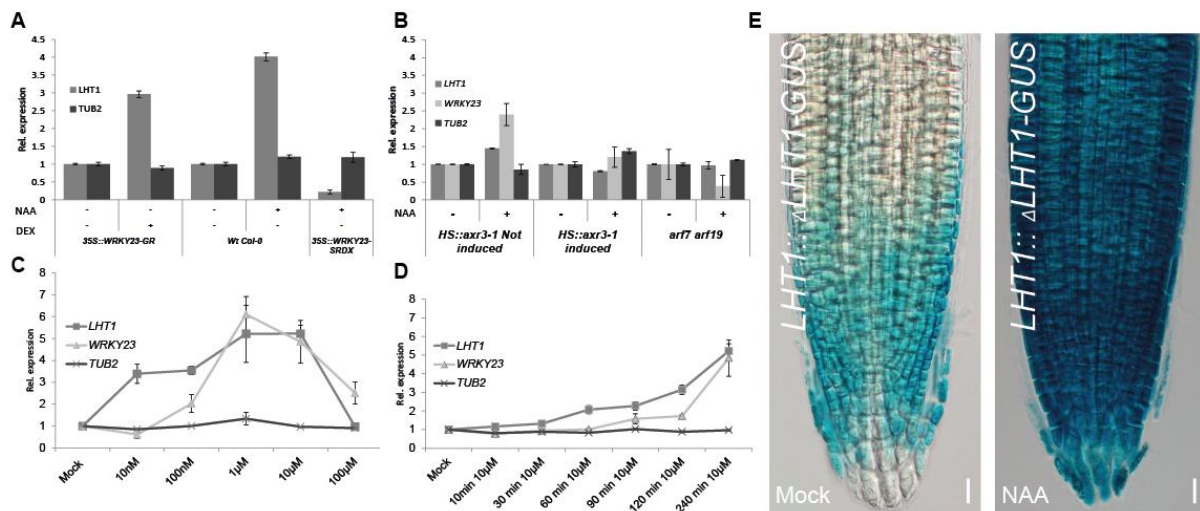 A
4.5
4
3.5
3
2.5
2
1.5
1
0.5
0
Rel. expression
LHT1
TUB2
NAA - - - + +
DEX - + - - -
35S::WRKY23-GR
Wt Col-0
35S::WRKY23-
SRDX
B
4.5
4
3.5
3
2.5
2
1.5
1
0.5
0
Rel. expression
LHT1
WRKY23
TUB2
NAA - + - + - +
HS::axr3-1 Not
induced
HS::axr3-1
induced
arf7 arf19
C
8
7
6
5
4
3
2
1
0
Rel. expression
LHT1
WRKY23
TUB2
Mock
10nM
100nM
1µM
10µM
100µM
D
8
7
6
5
4
3
2
1
0
Rel. expression
LHT1
WRKY23
TUB2
Mock
10min 10µM
30 min 10µM
60 min 10µM
90 min 10µM
120 min 10µM
240 min 10µM
E
LHT1:: ΔLHT1-GUS
Mock
LHT1:: ΔLHT1-GUS
NAA